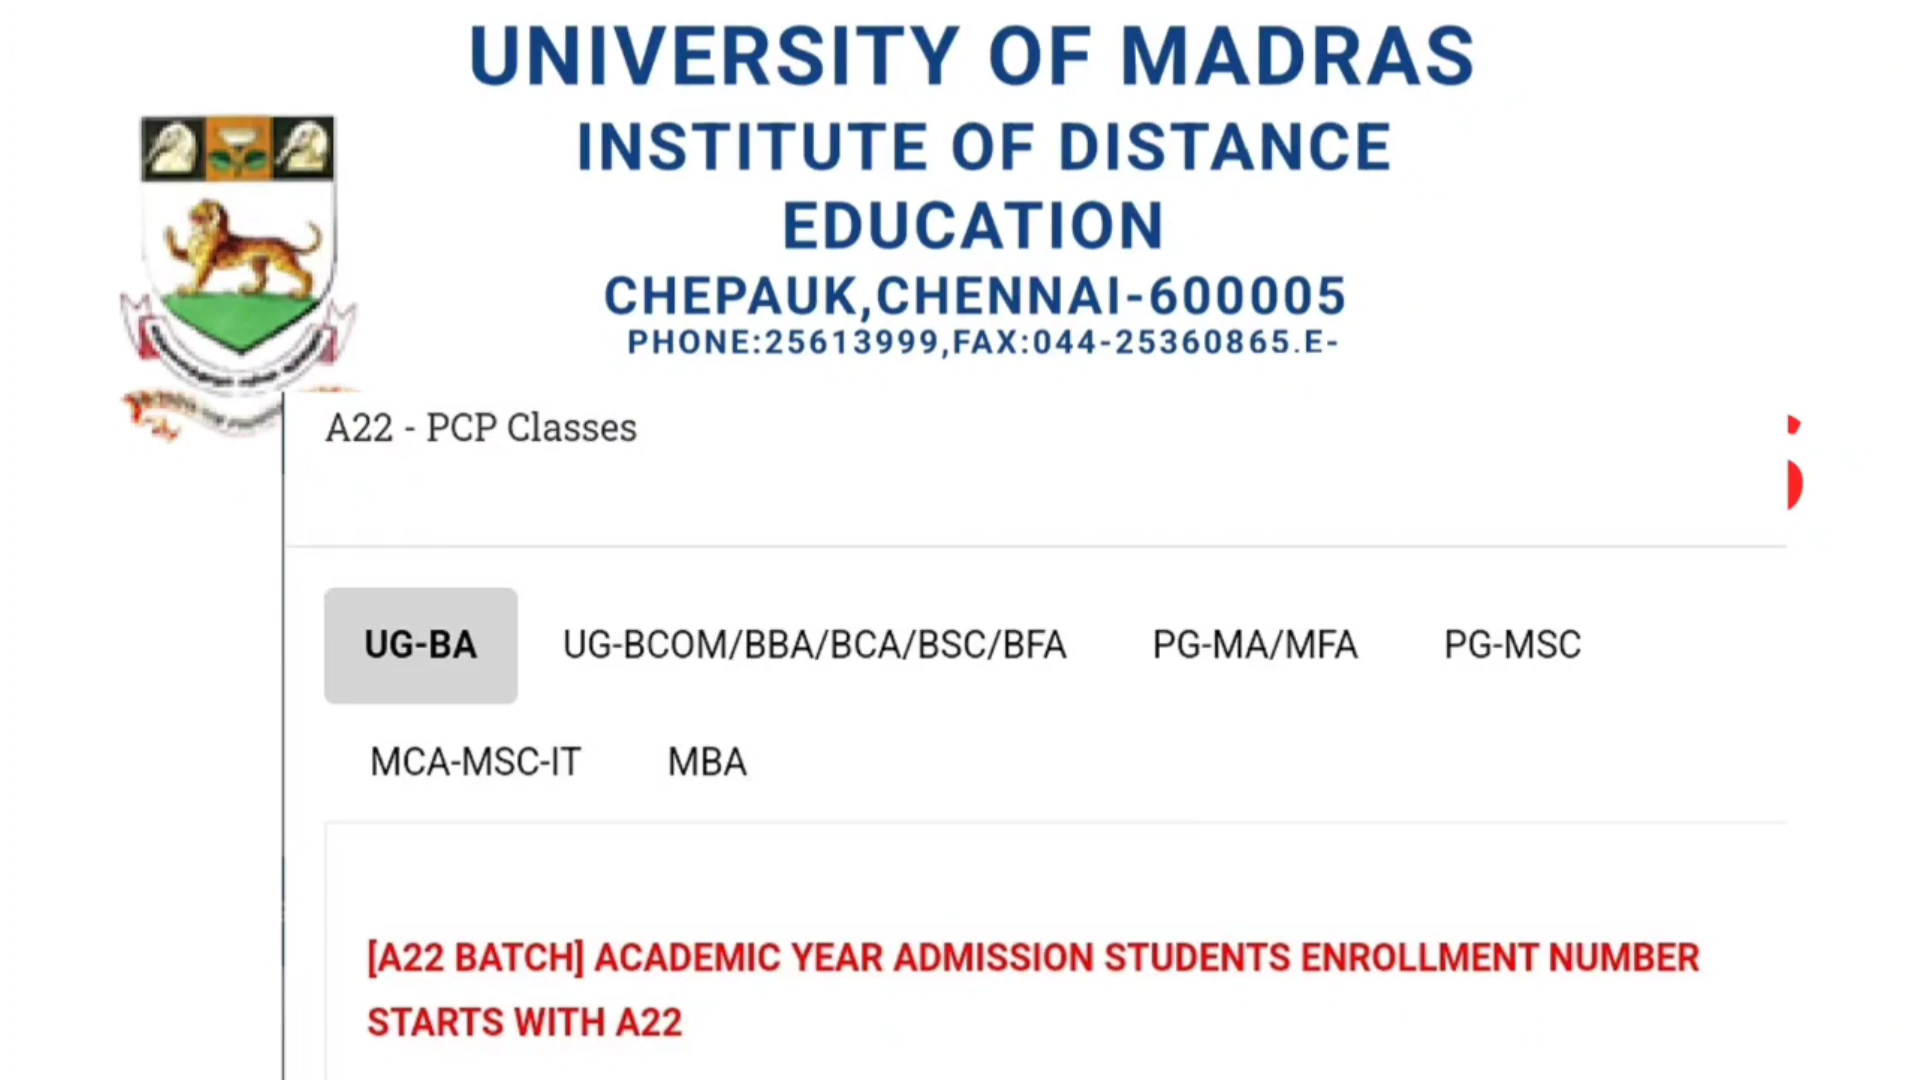 UNIVERSITY OF MADRAS
INSTITUTE OF DISTANCE
EDUCATION
CHEPAUK,CHENNAI-600005
PHONE:25613999,FAX:044-25360865.E-
A22 - PCP Classes
UG-BA UG-BCOM/BBA/BCA/BSC/BFA PG-MA/MFA PG-MSC
MCA-MSC-IT MBA
[A22 BATCH] ACADEMIC YEAR ADMISSION STUDENTS ENROLLMENT NUMBER
STARTS WITH A22